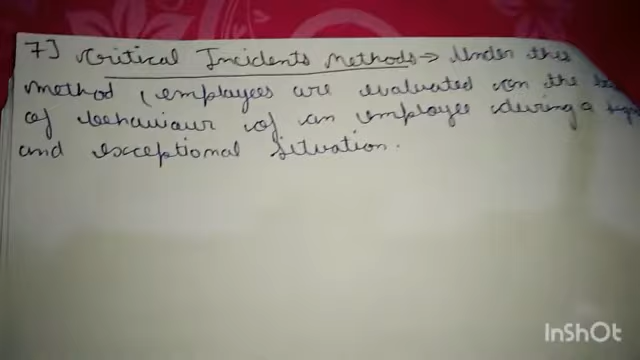 7] Critical Incidents Methods → Under this
method, employees are evaluated on the
of behaviour of an employee during a
and exceptional situation.
InShOt